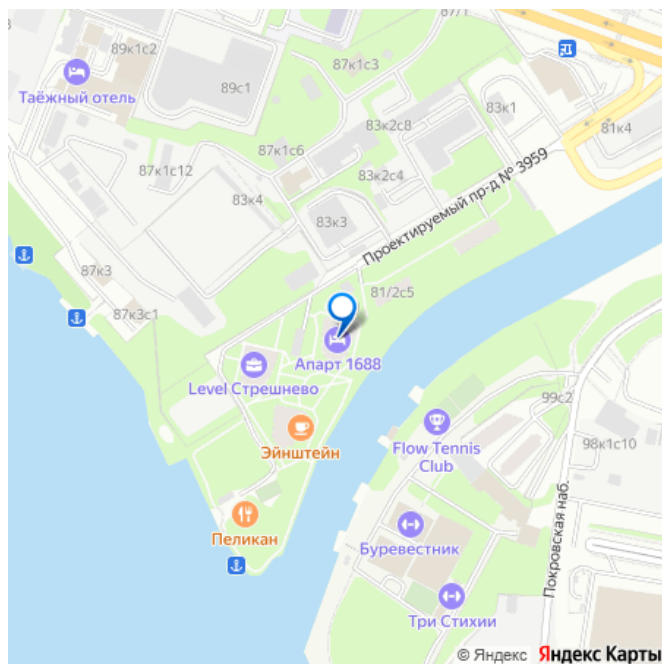 87/1
89к1с2
87к1с3
Таёжный отель
89с1
83к1
81к4
83к2с8
87к1с6
87к1с12
83к2с4
83к4
83к3
Проектируемый пр-д № 3959
87к3
81/2с5
87к3с1
Апарт 1688
Level Стрешнево
99с2
Эйнштейн
Flow Tennis
Club
98к1с10
Пеликан
Буревестник
Покровская наб.
Три Стихии
© Яндекс Яндекс Карты